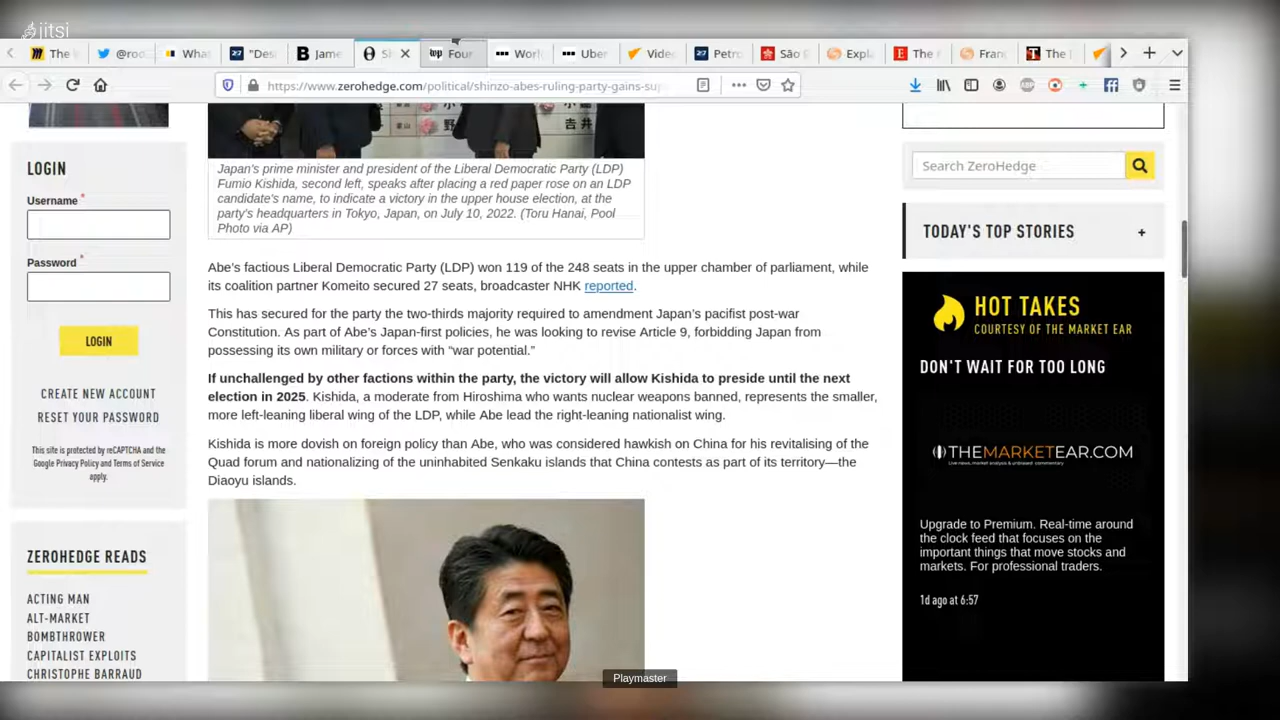 jitsi
The
@roo
What
"Des
Jame
Sh
Four
Worl
Uber
Vide
Petro
São
Expla
The
Fran
The
https://www.zerohedge.com/political/shinzo-abes-ruling-party-gains-su
LOGIN
Username *
Password *
LOGIN
CREATE NEW ACCOUNT
RESET YOUR PASSWORD
This site is protected by reCAPTCHA and the
Google Privacy Policy and Terms of Service
apply.
ZEROHEDGE READS
ACTING MAN
ALT-MARKET
BOMBTHROWER
CAPITALIST EXPLOITS
CHRISTOPHE BARRAUD
Japan's prime minister and president of the Liberal Democratic Party (LDP)
Fumio Kishida, second left, speaks after placing a red paper rose on an LDP
candidate's name, to indicate a victory in the upper house election, at the
party's headquarters in Tokyo, Japan, on July 10, 2022. (Toru Hanai, Pool
Photo via AP)
Abe's factious Liberal Democratic Party (LDP) won 119 of the 248 seats in the upper chamber of parliament, while
its coalition partner Komeito secured 27 seats, broadcaster NHK reported.
This has secured for the party the two-thirds majority required to amendment Japan's pacifist post-war
Constitution. As part of Abe's Japan-first policies, he was looking to revise Article 9, forbidding Japan from
possessing its own military or forces with “war potential.”
If unchallenged by other factions within the party, the victory will allow Kishida to preside until the next
election in 2025. Kishida, a moderate from Hiroshima who wants nuclear weapons banned, represents the smaller,
more left-leaning liberal wing of the LDP, while Abe lead the right-leaning nationalist wing.
Kishida is more dovish on foreign policy than Abe, who was considered hawkish on China for his revitalising of the
Quad forum and nationalizing of the uninhabited Senkaku islands that China contests as part of its territory—the
Diaoyu islands.
Search ZeroHedge
TODAY'S TOP STORIES +
HOT TAKES
COURTESY OF THE MARKET EAR
DON'T WAIT FOR TOO LONG
THEMARKETEAR.COM
Live news, market analysis & unbiased commentary
Upgrade to Premium. Real-time around
the clock feed that focuses on the
important things that move stocks and
markets. For professional traders.
1d ago at 6:57
Playmaster